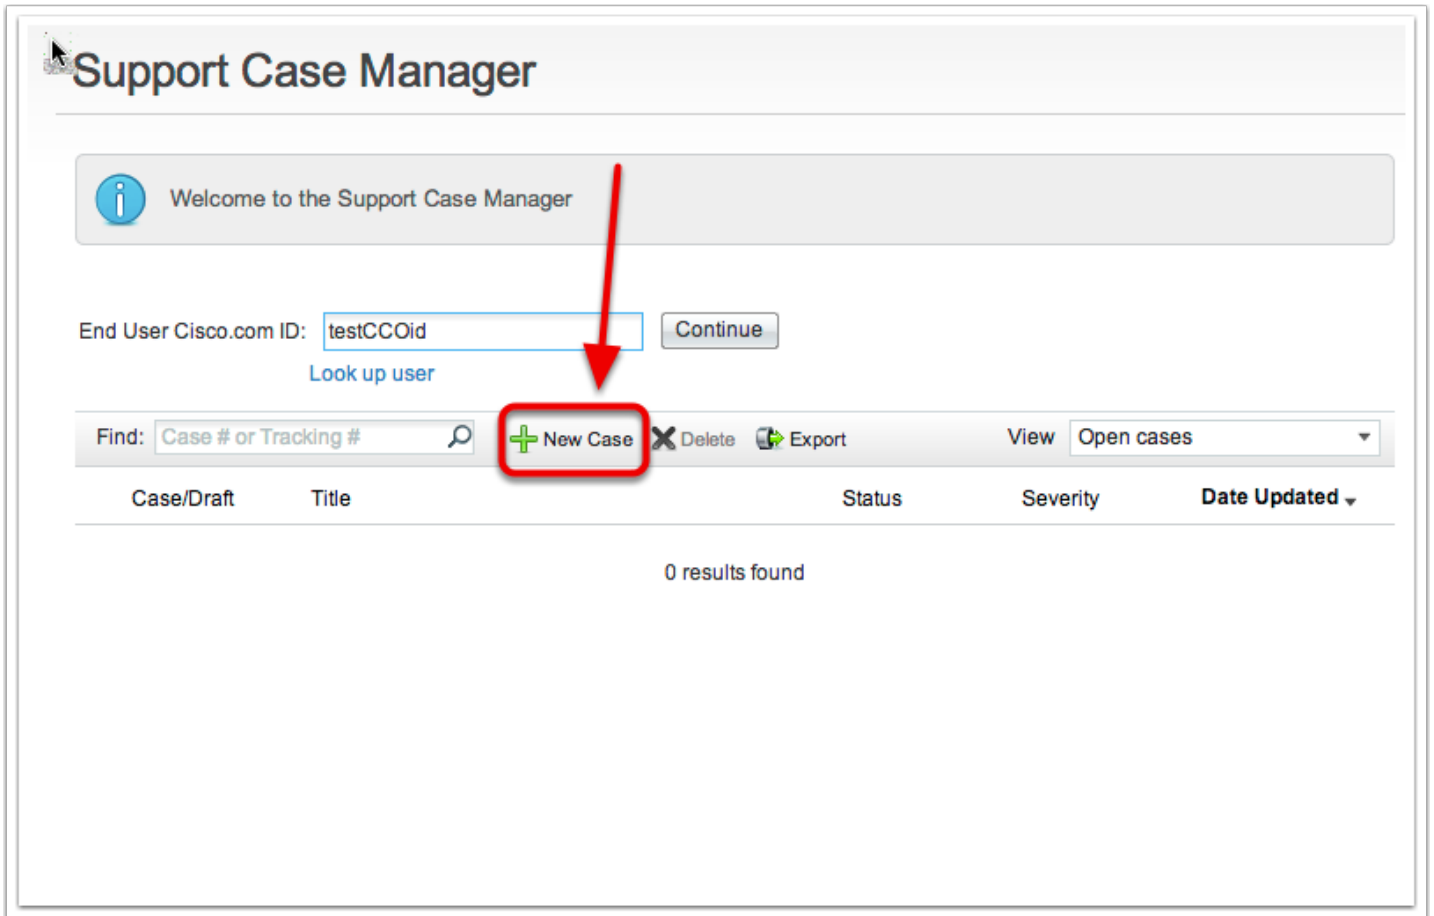 Support Case Manager
Welcome to the Support Case Manager
End User Cisco.com ID: testCCOid Continue
Look up user
Find: Case # or Tracking # New Case Delete Export View Open cases
Case/Draft Title Status Severity Date Updated
0 results found